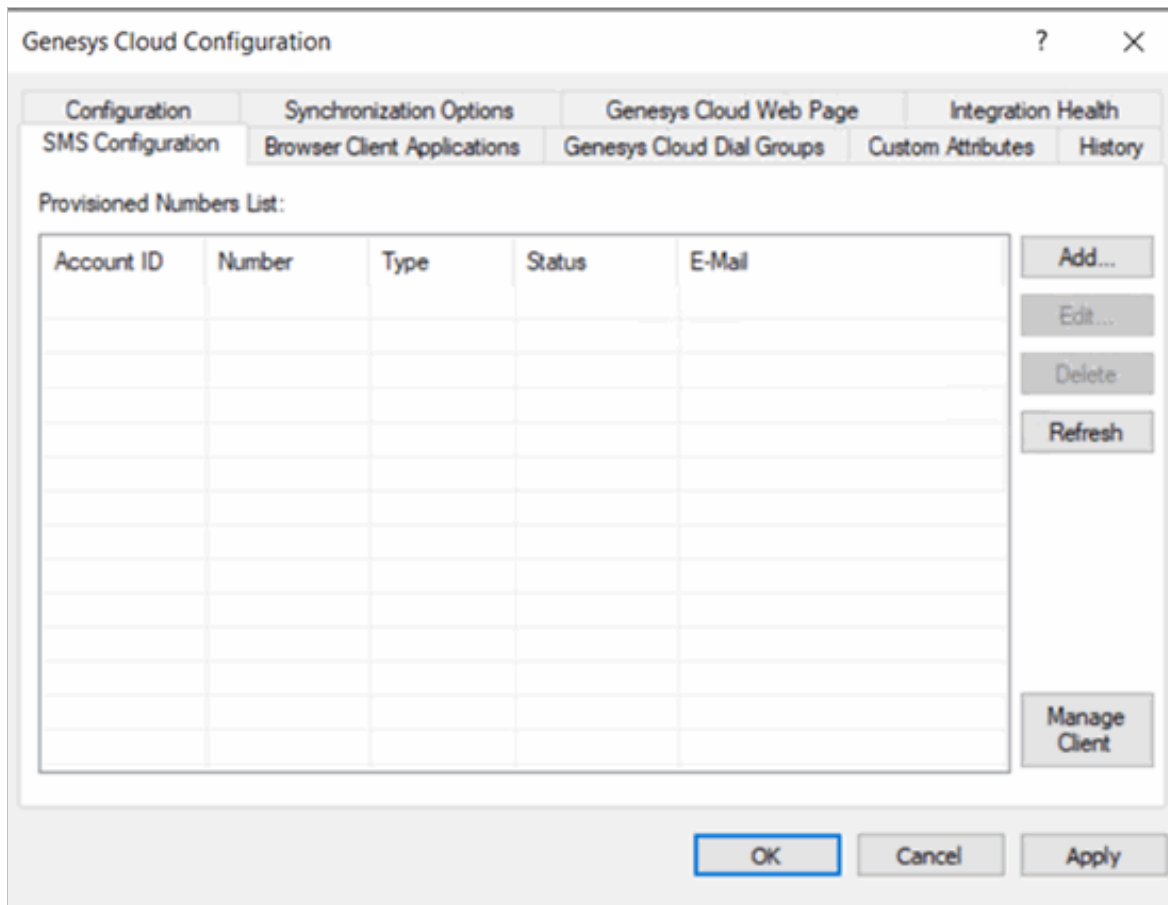 Genesys Cloud Configuration ?
Configuration Synchronization Options Genesys Cloud Web Page Integration Health
SMS Configuration Browser Client Applications Genesys Cloud Dial Groups Custom Attributes History
Provisioned Numbers List:
Account ID Number Type Status E-Mail
Add...
Edit...
Delete
Refresh
Manage
Client
OK Cancel Apply